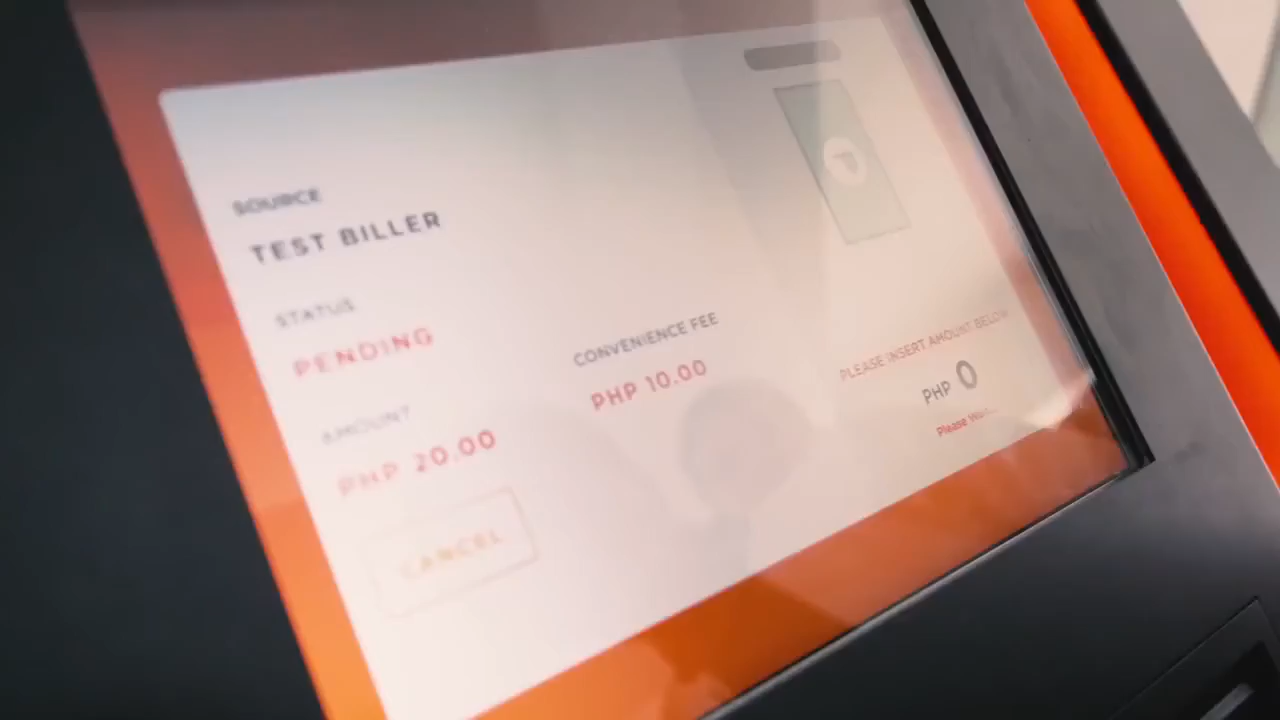 SOURCE
TEST BILLER
STATUS
PENDING
AMOUNT
PHP 20.00
CANCEL
CONVENIENCE FEE
PHP 10.00
PLEASE INSERT AMOUNT BELOW
PHP 0
Please